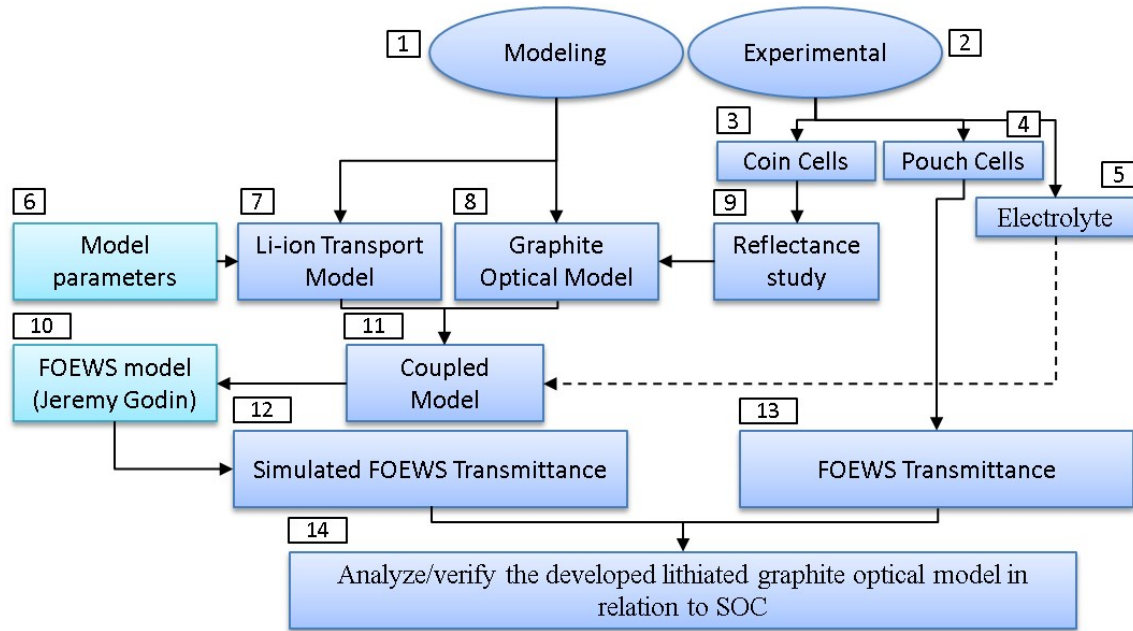 1
Modeling
Experimental
2
3
4
Coin Cells
Pouch Cells
5
Electrolyte
6
7
8
9
Model
parameters
Li-ion Transport
Model
Graphite
Optical Model
Reflectance
study
10
11
FOEWS model
(Jeremy Godin)
Coupled
Model
12
13
Simulated FOEWS Transmittance
FOEWS Transmittance
14
Analyze/verify the developed lithiated graphite optical model in
relation to SOC